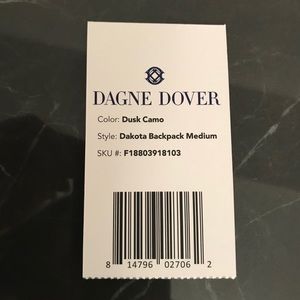 DAGNE DOVER
Color: Dusk Camo
Style: Dakota Backpack Medium
SKU #: F18803918103
8 14796 02706 2